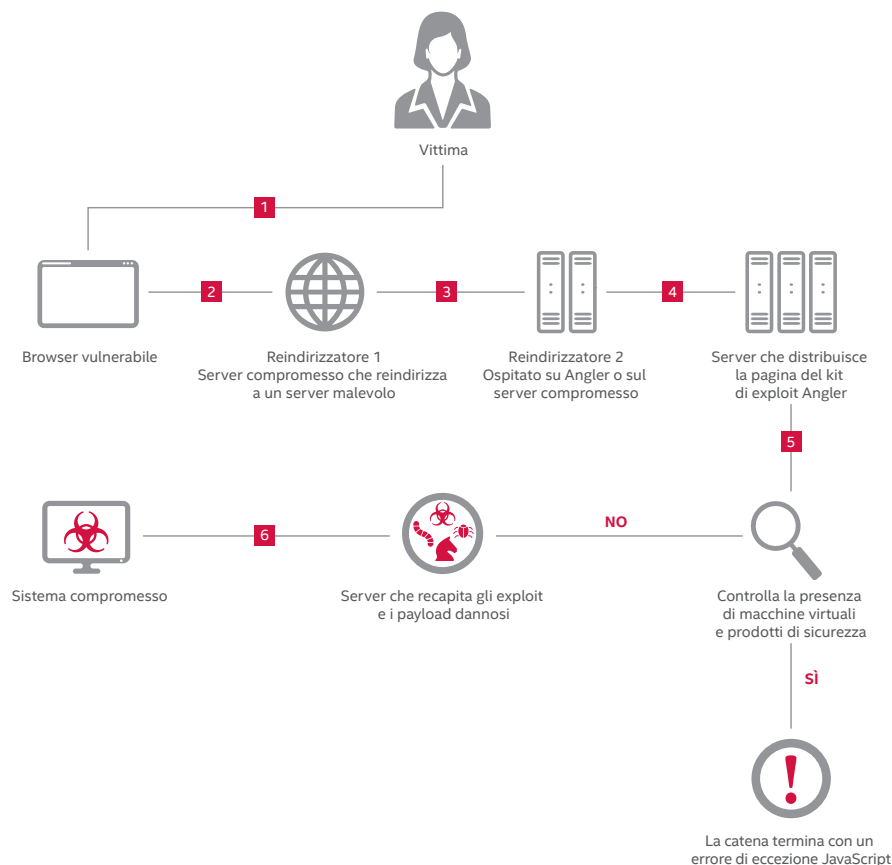 Vittima
1
2
3
4
Browser vulnerabile
Reindirizzatore 1
Server compromesso che reindirizza
a un server malevolo
Reindirizzatore 2
Ospitato su Angler o sul
server compromesso
Server che distribuisce
la pagina del kit
di exploit Angler
5
6
NO
Sistema compromesso
Server che recapita gli exploit
e i payload dannosi
Controlla la presenza
di macchine virtuali
e prodotti di sicurezza
SÌ
La catena termina con un
errore di eccezione JavaScript